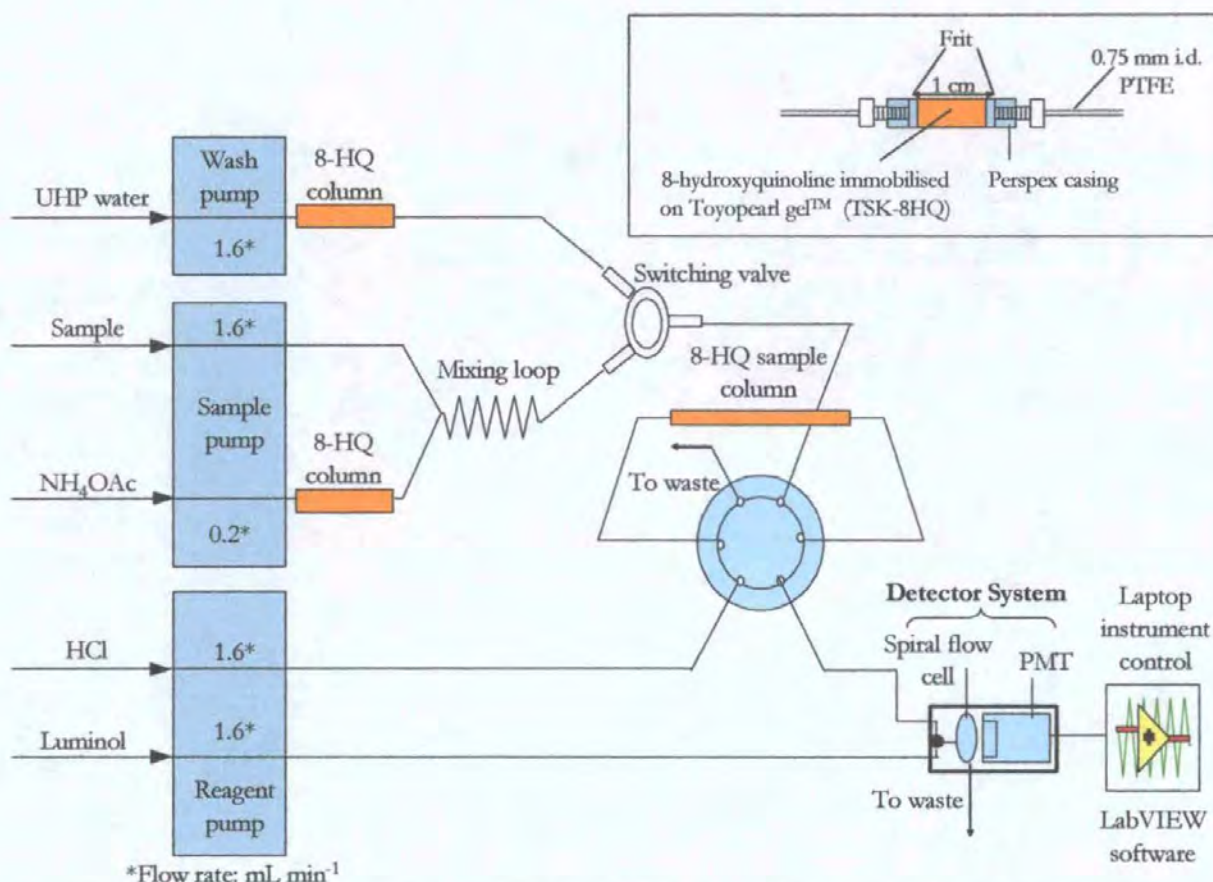 Frit
1 cm
0.75 mm i.d.
PTFE
8-hydroxyquinoline immobilised
on Toyopearl gel™ (TSK-8HQ)
Perspex casing
Wash
pump
1.6*
8-HQ
column
UHP water
Switching valve
Sample
1.6*
Sample
pump
Mixing loop
8-HQ
column
NH₄OAc
0.2*
8-HQ sample
column
To waste
HCl
1.6*
Luminol
1.6*
Reagent
pump
Detector System
Spiral flow
cell
PMT
To waste
Laptop
instrument
control
LabVIEW
software
*Flow rate: mL min⁻¹